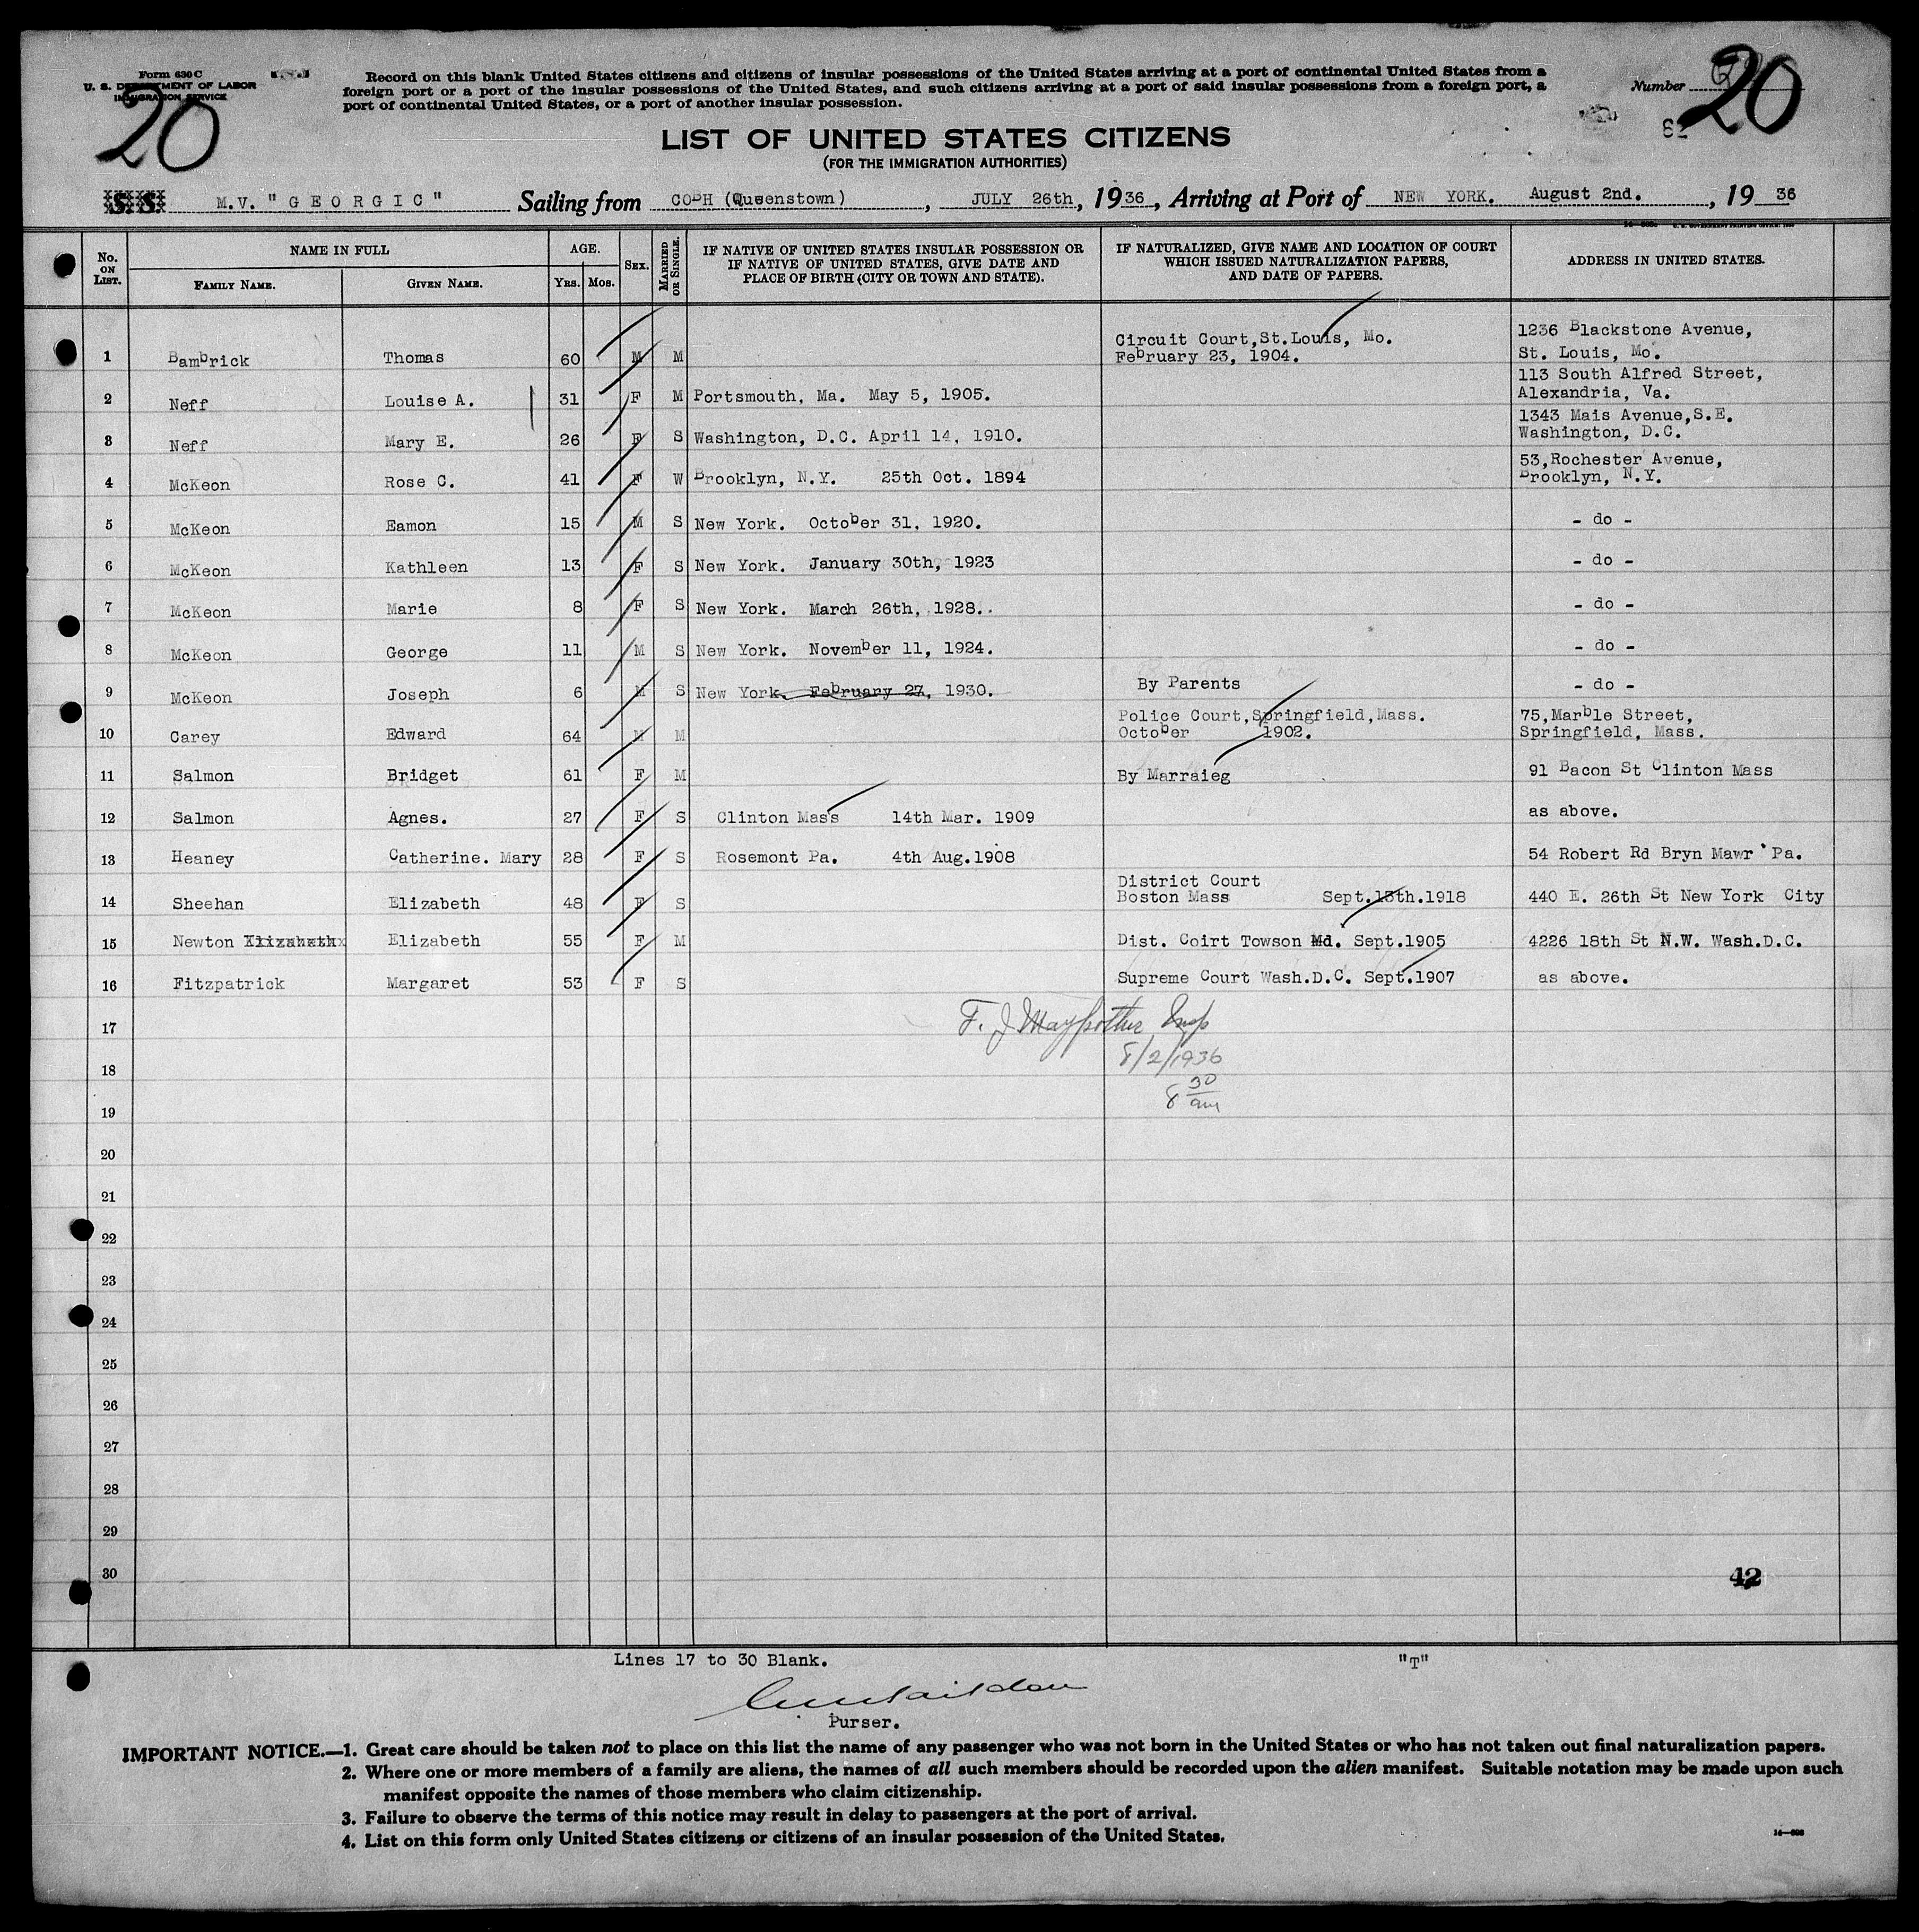 Form 630 C
U. S. DEPARTMENT OF LABOR
IMMIGRATION SERVICE
20
Record on this blank United States citizens and citizens of insular possessions of the United States arriving at a port of continental United States from a
foreign port or a port of the insular possessions of the United States, and such citizens arriving at a port of said insular possessions from a foreign port, a
port of continental United States, or a port of another insular possession.
Number
20
62
LIST OF UNITED STATES CITIZENS
(FOR THE IMMIGRATION AUTHORITIES)
S. S. M.V. "GEORGIC" Sailing from COBH (Queenstown), JULY 26th, 1936, Arriving at Port of NEW YORK. August 2nd., 1936
No. ON LIST. NAME IN FULL FAMILY NAME. GIVEN NAME. AGE. YRS. MOS. SEX. MARRIED OR SINGLE. IF NATIVE OF UNITED STATES INSULAR POSSESSION OR IF NATIVE OF UNITED STATES, GIVE DATE AND PLACE OF BIRTH (CITY OR TOWN AND STATE). IF NATURALIZED, GIVE NAME AND LOCATION OF COURT WHICH ISSUED NATURALIZATION PAPERS, AND DATE OF PAPERS. ADDRESS IN UNITED STATES.
1 Bambrick Thomas 60 M M Circuit Court,St.Louis, Mo. February 23, 1904. 1236 Blackstone Avenue, St. Louis, Mo.
2 Neff Louise A. 31 F M Portsmouth, Ma. May 5, 1905. 113 South Alfred Street, Alexandria, Va.
3 Neff Mary E. 26 F S Washington, D.C. April 14, 1910. 1343 Mais Avenue,S.E. Washington, D.C.
4 McKeon Rose C. 41 F W Brooklyn, N.Y. 25th Oct. 1894 53,Rochester Avenue, Brooklyn, N.Y.
5 McKeon Eamon 15 M S New York. October 31, 1920. - do -
6 McKeon Kathleen 13 F S New York. January 30th, 1923 - do -
7 McKeon Marie 8 F S New York. March 26th, 1928.. - do -
8 McKeon George 11 M S New York. November 11, 1924. - do -
9 McKeon Joseph 6 M S New York. February 27, 1930. By Parents - do -
10 Carey Edward 64 M M Police Court,Springfield,Mass. October 1902. 75,Marble Street, Springfield, Mass.
11 Salmon Bridget 61 F M By Marraieg 91 Bacon St Clinton Mass
12 Salmon Agnes. 27 F S Clinton Mass 14th Mar. 1909 as above.
13 Heaney Catherine. Mary 28 F S Rosemont Pa. 4th Aug.1908 54 Robert Rd Bryn Mawr Pa.
14 Sheehan Elizabeth 48 F S District Court Boston Mass Sept.13th.1918 440 E. 26th St New York City
15 Newton Elizabeth 55 F M Dist. Coirt Towson Md. Sept.1905 4226 18th St N.W. Wash.D.C.
16 Fitzpatrick Margaret 53 F S Supreme Court Wash.D.C. Sept.1907 as above.
17 F. J Maypother Insp
18 8/2/1936
19 8 30 am
20
21
22
23
24
25
26
27
28
29
30
42
Lines 17 to 30 Blank. "T"
Purser.
IMPORTANT NOTICE.—1. Great care should be taken not to place on this list the name of any passenger who was not born in the United States or who has not taken out final naturalization papers.
2. Where one or more members of a family are aliens, the names of all such members should be recorded upon the alien manifest. Suitable notation may be made upon such
manifest opposite the names of those members who claim citizenship.
3. Failure to observe the terms of this notice may result in delay to passengers at the port of arrival.
4. List on this form only United States citizens or citizens of an insular possession of the United States.